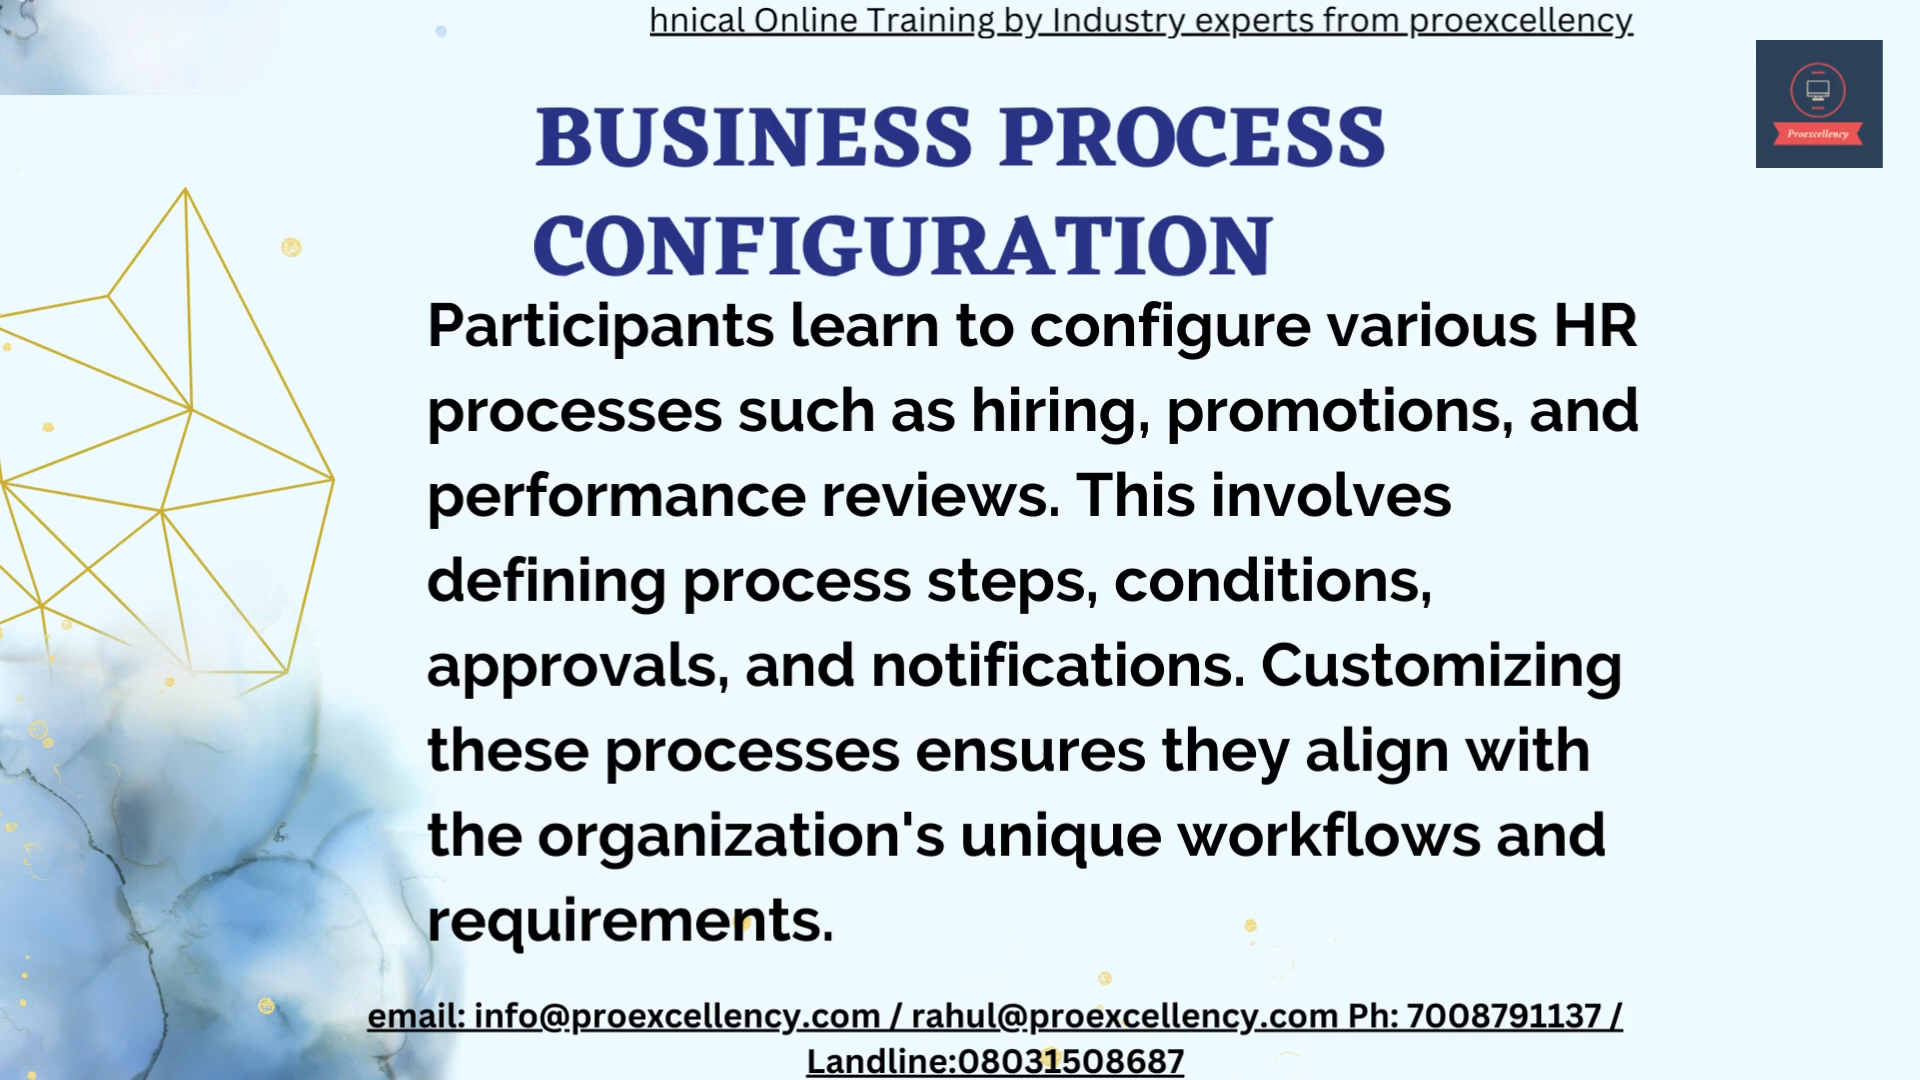 hnical Online Training by Industry experts from proexcellency
Proexcellency
BUSINESS PROCESS
CONFIGURATION
Participants learn to configure various HR
processes such as hiring, promotions, and
performance reviews. This involves
defining process steps, conditions,
approvals, and notifications. Customizing
these processes ensures they align with
the organization's unique workflows and
requirements.
email: info@proexcellency.com / rahul@proexcellency.com Ph: 7008791137 /
Landline:08031508687